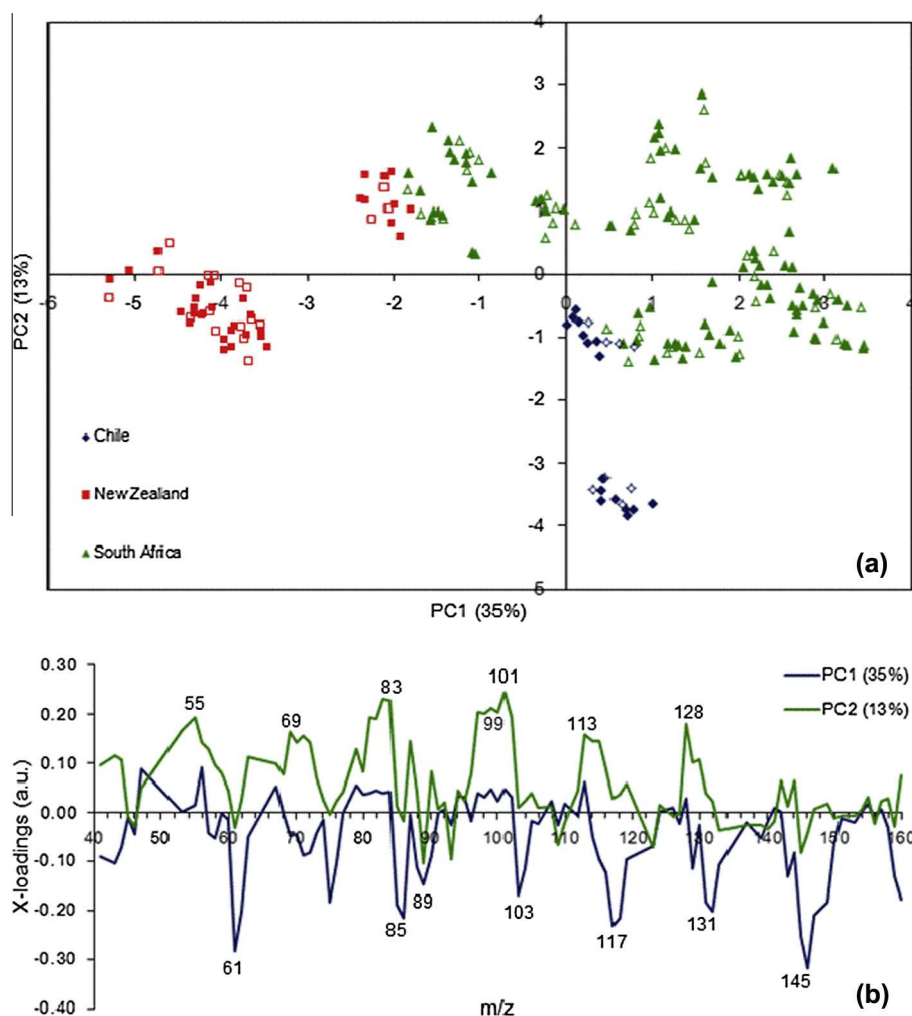 4
3
2
1
0
-6 -5 -4 -3 -2 -1 0 1 2 3 4
-1
-2
-3
-4
5
PC2 (13%)
Chile
NewZealand
South Africa
(a)
PC1 (35%)
0.30
0.20
0.10
0.00
-0.10
-0.20
-0.30
-0.40
X-loadings (a.u.)
PC1 (35%)
PC2 (13%)
55
69
83
99
101
113
128
40 50 60 70 80 90 100 110 120 130 140 150 160
61
85
89
103
117
131
145
m/z
(b)